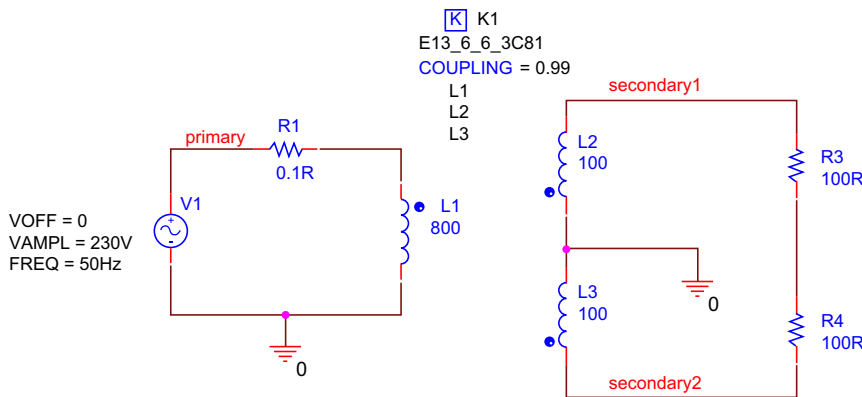 K K1
E13_6_6_3C81
COUPLING = 0.99
L1
L2
L3
primary
R1
0.1R
V1
VOFF = 0
VAMPL = 230V
FREQ = 50Hz
L1
800
0
secondary1
L2
100
R3
100R
0
L3
100
R4
100R
secondary2